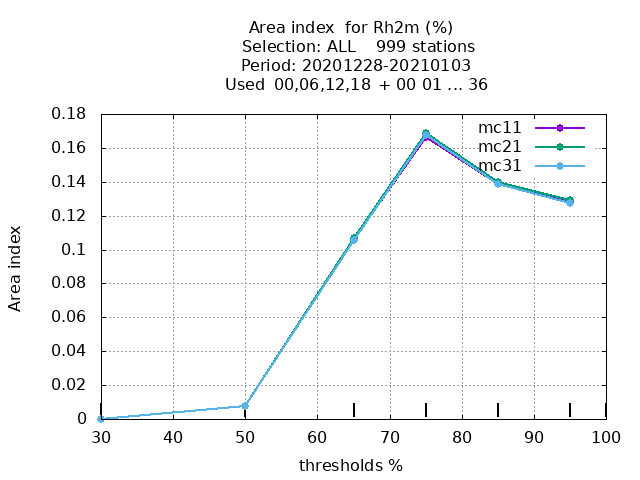 Area index  for Rh2m (%)
Selection: ALL    999 stations
Period: 20201228-20210103
Used  00,06,12,18  + 00 01 ... 36
mc11
mc21
mc31
0.18
0.16
0.14
0.12
0.1
0.08
0.06
0.04
0.02
0
Area index
30 40 50 60 70 80 90 100
thresholds %